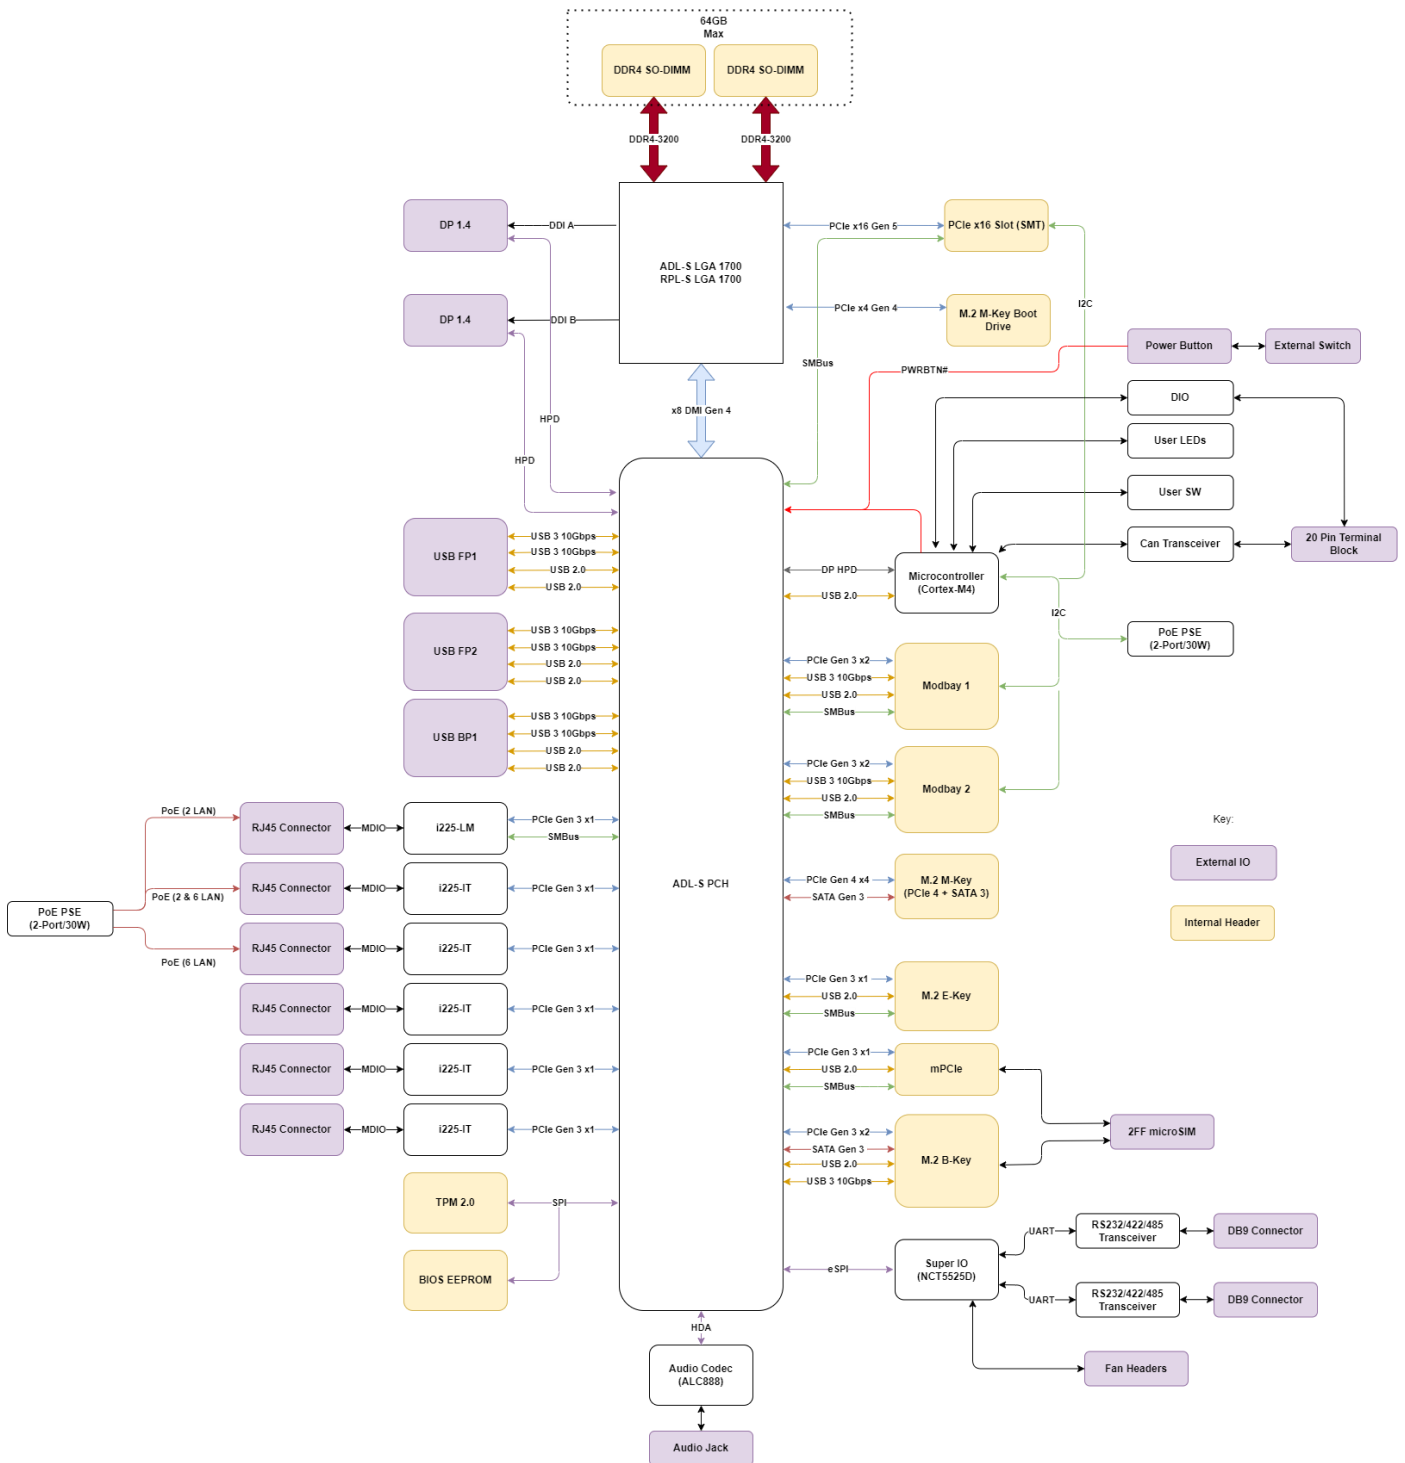 64GB
Max
DDR4 SO-DIMM
DDR4 SO-DIMM
DDR4-3200
DDR4-3200
DP 1.4
DDI A
ADL-S LGA 1700
RPL-S LGA 1700
PCIe x16 Gen 5
PCIe x16 Slot (SMT)
DP 1.4
DDI B
PCIe x4 Gen 4
M.2 M-Key Boot
Drive
I2C
SMBus
Power Button
External Switch
PWRBTN#
x8 DMI Gen 4
HPD
HPD
DIO
User LEDs
User SW
Can Transceiver
20 Pin Terminal
Block
USB FP1
USB 3 10Gbps
USB 3 10Gbps
USB 2.0
USB 2.0
DP HPD
USB 2.0
Microcontroller
(Cortex-M4)
I2C
PoE PSE
(2-Port/30W)
USB FP2
USB 3 10Gbps
USB 3 10Gbps
USB 2.0
USB 2.0
PCIe Gen 3 x2
USB 3 10Gbps
USB 2.0
SMBus
Modbay 1
USB BP1
USB 3 10Gbps
USB 3 10Gbps
USB 2.0
USB 2.0
PCIe Gen 3 x2
USB 3 10Gbps
USB 2.0
SMBus
Modbay 2
PoE (2 LAN)
RJ45 Connector
MDIO
i225-LM
PCIe Gen 3 x1
SMBus
Key:
External IO
Internal Header
ADL-S PCH
PoE PSE
(2-Port/30W)
PoE (2 & 6 LAN)
RJ45 Connector
MDIO
i225-IT
PCIe Gen 3 x1
PCIe Gen 4 x4
SATA Gen 3
M.2 M-Key
(PCIe 4 + SATA 3)
PoE (6 LAN)
RJ45 Connector
MDIO
i225-IT
PCIe Gen 3 x1
RJ45 Connector
MDIO
i225-IT
PCIe Gen 3 x1
PCIe Gen 3 x1
USB 2.0
SMBus
M.2 E-Key
RJ45 Connector
MDIO
i225-IT
PCIe Gen 3 x1
PCIe Gen 3 x1
USB 2.0
SMBus
mPCIe
RJ45 Connector
MDIO
i225-IT
PCIe Gen 3 x1
PCIe Gen 3 x2
SATA Gen 3
USB 2.0
USB 3 10Gbps
M.2 B-Key
2FF microSIM
TPM 2.0
SPI
BIOS EEPROM
eSPI
Super IO
(NCT5525D)
UART
RS232/422/485
Transceiver
DB9 Connector
UART
RS232/422/485
Transceiver
DB9 Connector
Fan Headers
HDA
Audio Codec
(ALC888)
Audio Jack